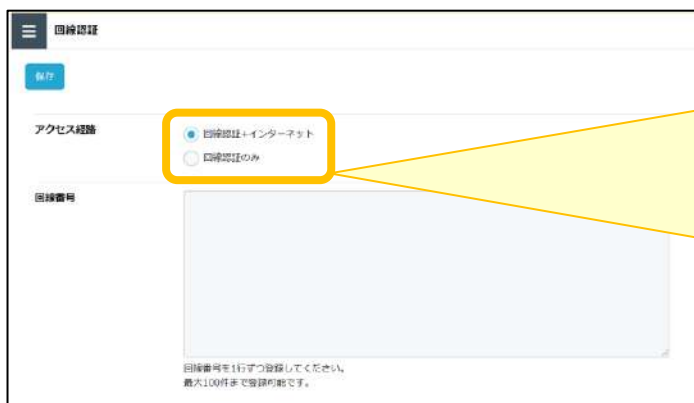 回線認証
保存
アクセス経路
回線認証+インターネット
回線認証のみ
回線番号
回線番号を1行ずつ登録してください。
最大100件まで登録可能です。